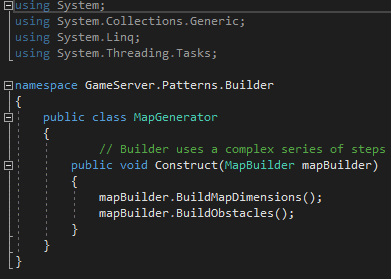 using System;
using System.Collections.Generic;
using System.Linq;
using System.Threading.Tasks;

namespace GameServer.Patterns.Builder
{
    public class MapGenerator
    {
            // Builder uses a complex series of steps
        public void Construct(MapBuilder mapBuilder)
        {
            mapBuilder.BuildMapDimensions();
            mapBuilder.BuildObstacles();
        }
    }
}